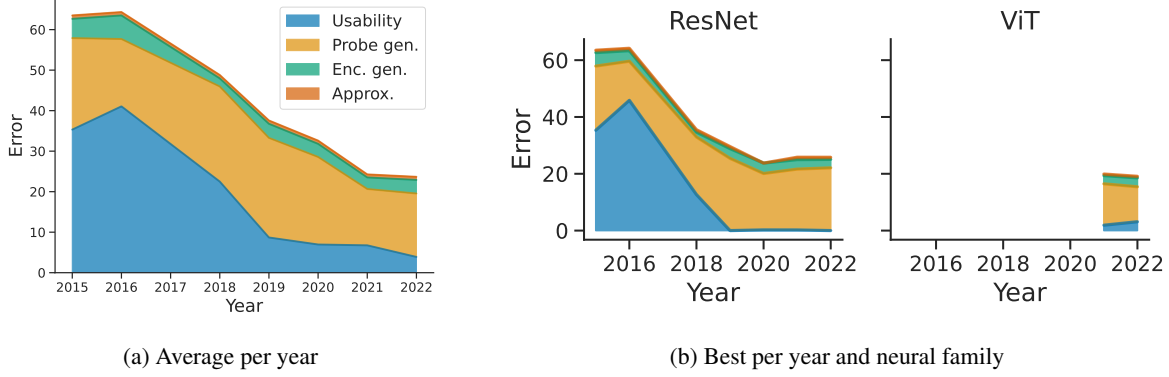 Error
60
50
40
30
20
10
0
2015 2016 2017 2018 2019 2020 2021 2022
Year
Usability
Probe gen.
Enc. gen.
Approx.
(a) Average per year
ResNet
ViT
Error
60
40
20
0
2016 2018 2020 2022
Year
2016 2018 2020 2022
Year
(b) Best per year and neural family